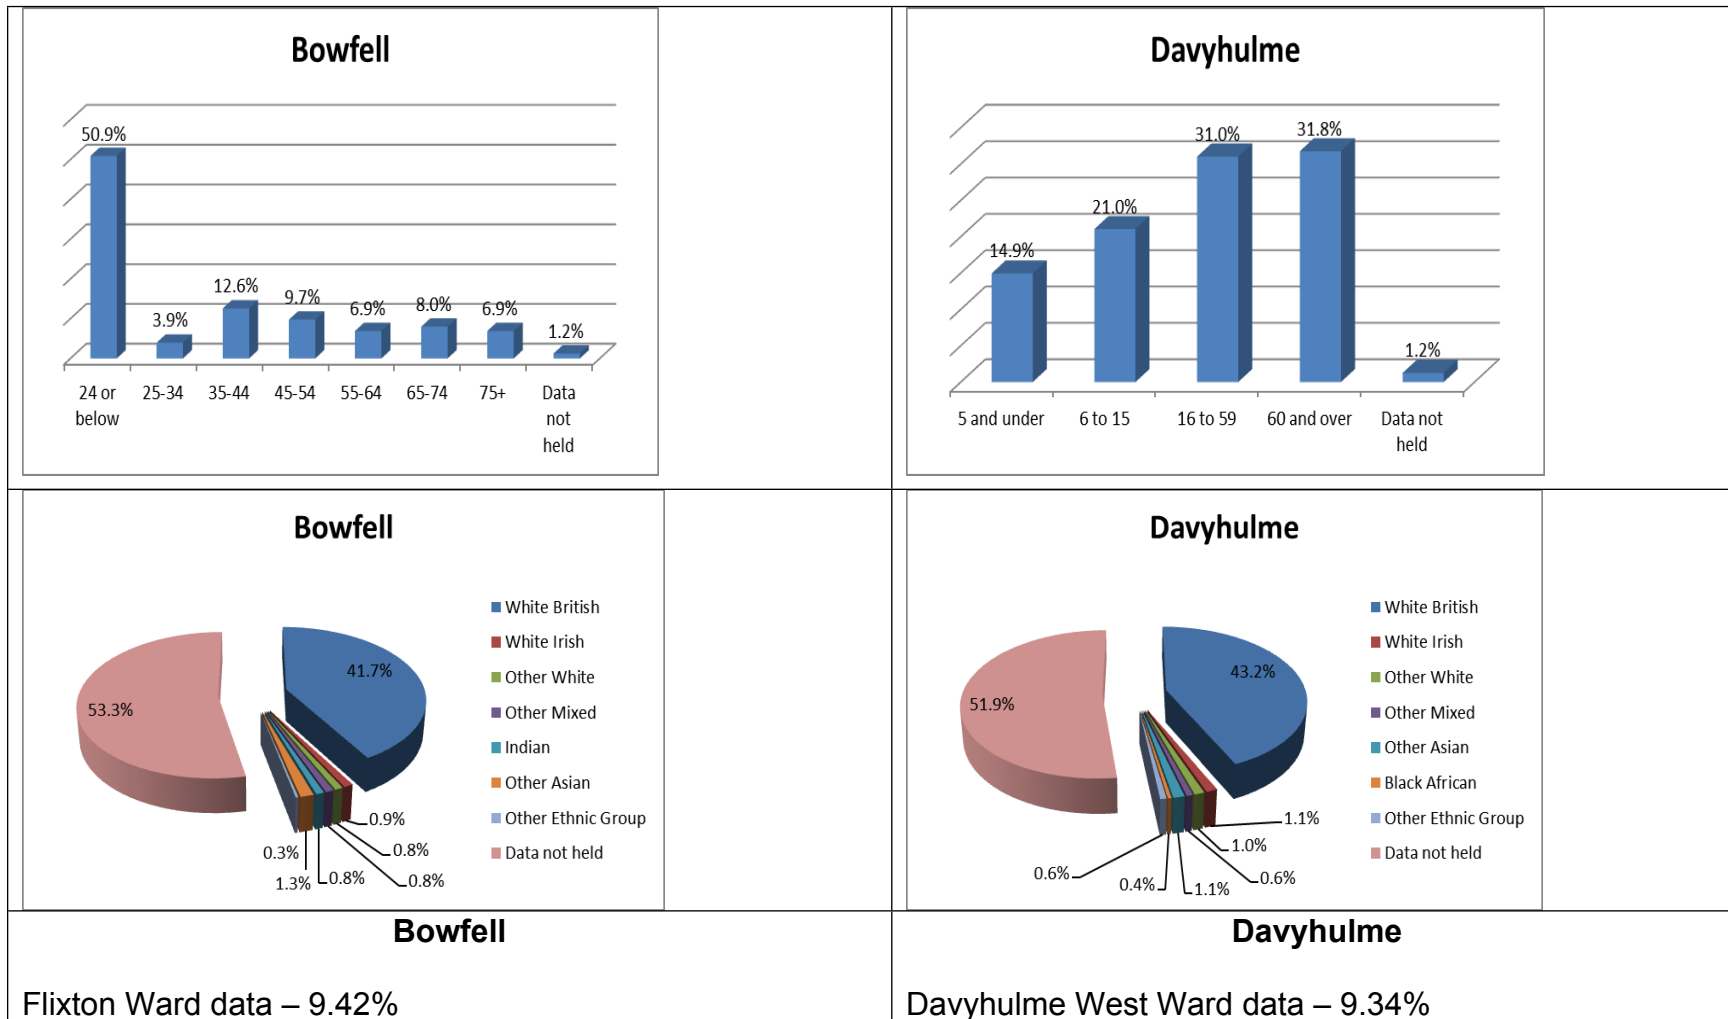 Bowfell
50.9%
3.9%
12.6%
9.7%
6.9%
8.0%
6.9%
1.2%
24 or below
25-34
35-44
45-54
55-64
65-74
75+
Data not held
Davyhulme
14.9%
21.0%
31.0%
31.8%
1.2%
5 and under
6 to 15
16 to 59
60 and over
Data not held
Bowfell
41.7%
53.3%
0.9%
0.8%
0.8%
0.8%
1.3%
0.3%
White British
White Irish
Other White
Other Mixed
Indian
Other Asian
Other Ethnic Group
Data not held
Davyhulme
43.2%
51.9%
1.1%
1.0%
0.6%
1.1%
0.4%
0.6%
White British
White Irish
Other White
Other Mixed
Other Asian
Black African
Other Ethnic Group
Data not held
Bowfell
Flixton Ward data – 9.42%
Davyhulme
Davyhulme West Ward data – 9.34%